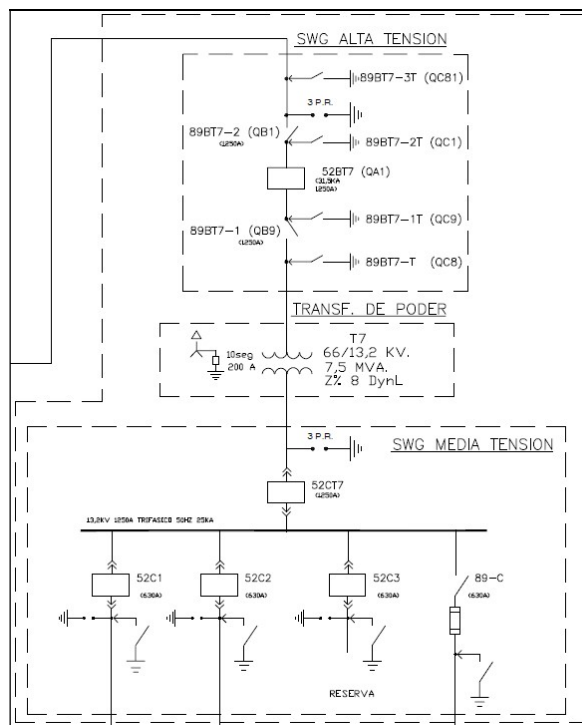 SWG ALTA TENSION
89BT7-3T (QC81)
3 P.R.
89BT7-2 (QB1)
(1250A)
89BT7-2T (QC1)
52BT7 (QA1)
(31,5KA
1250A)
89BT7-1T (QC9)
89BT7-1 (QB9)
(1250A)
89BT7-T (QC8)
TRANSF. DE PODER
T7
10seg
200 A
66/13,2 KV.
7,5 MVA.
Z% 8 DynL
3 P.R.
SWG MEDIA TENSION
52CT7
(1250A)
13,2KV 1250A TRIFASICO 50HZ 25KA
52C1
(630A)
52C2
(630A)
52C3
(630A)
89-C
(630A)
RESERVA